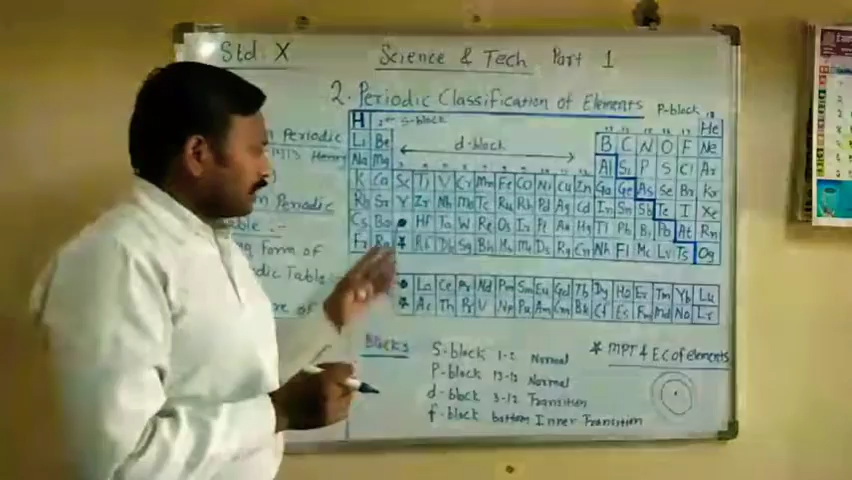 Std. X Science & Tech Part 1
2. Periodic Classification of Elements P-block 18
H s-block He
d-block
Li Be B C N O F Ne
Na Mg Al Si P S Cl Ar
K Ca Sc Ti V Cr Mn Fe Co Ni Cu Zn Ga Ge As Se Br Kr
Rb Sr Y Zr Nb Mo Tc Ru Rh Pd Ag Cd In Sn Sb Te I Xe
Cs Ba Hf Ta W Re Os Ir Pt Au Hg Tl Pb Bi Po At Rn
Fr Ra Rf Db Sg Bh Hs Mt Ds Rg Cn Nh Fl Mc Lv Ts Og
Periodic
Henry
Table :-
Form of
Table
La Ce Pr Nd Pm Sm Eu Gd Tb Dy Ho Er Tm Yb Lu
Ac Th Pr U Np Pu Am Cm Bk Cf Es Fm Md No Lr
Blocks
S-block 1-2 Normal
P-block 13-18 Normal
d-block 3-12 Transition
f-block bottom Inner Transition
* MPT & EC of elements